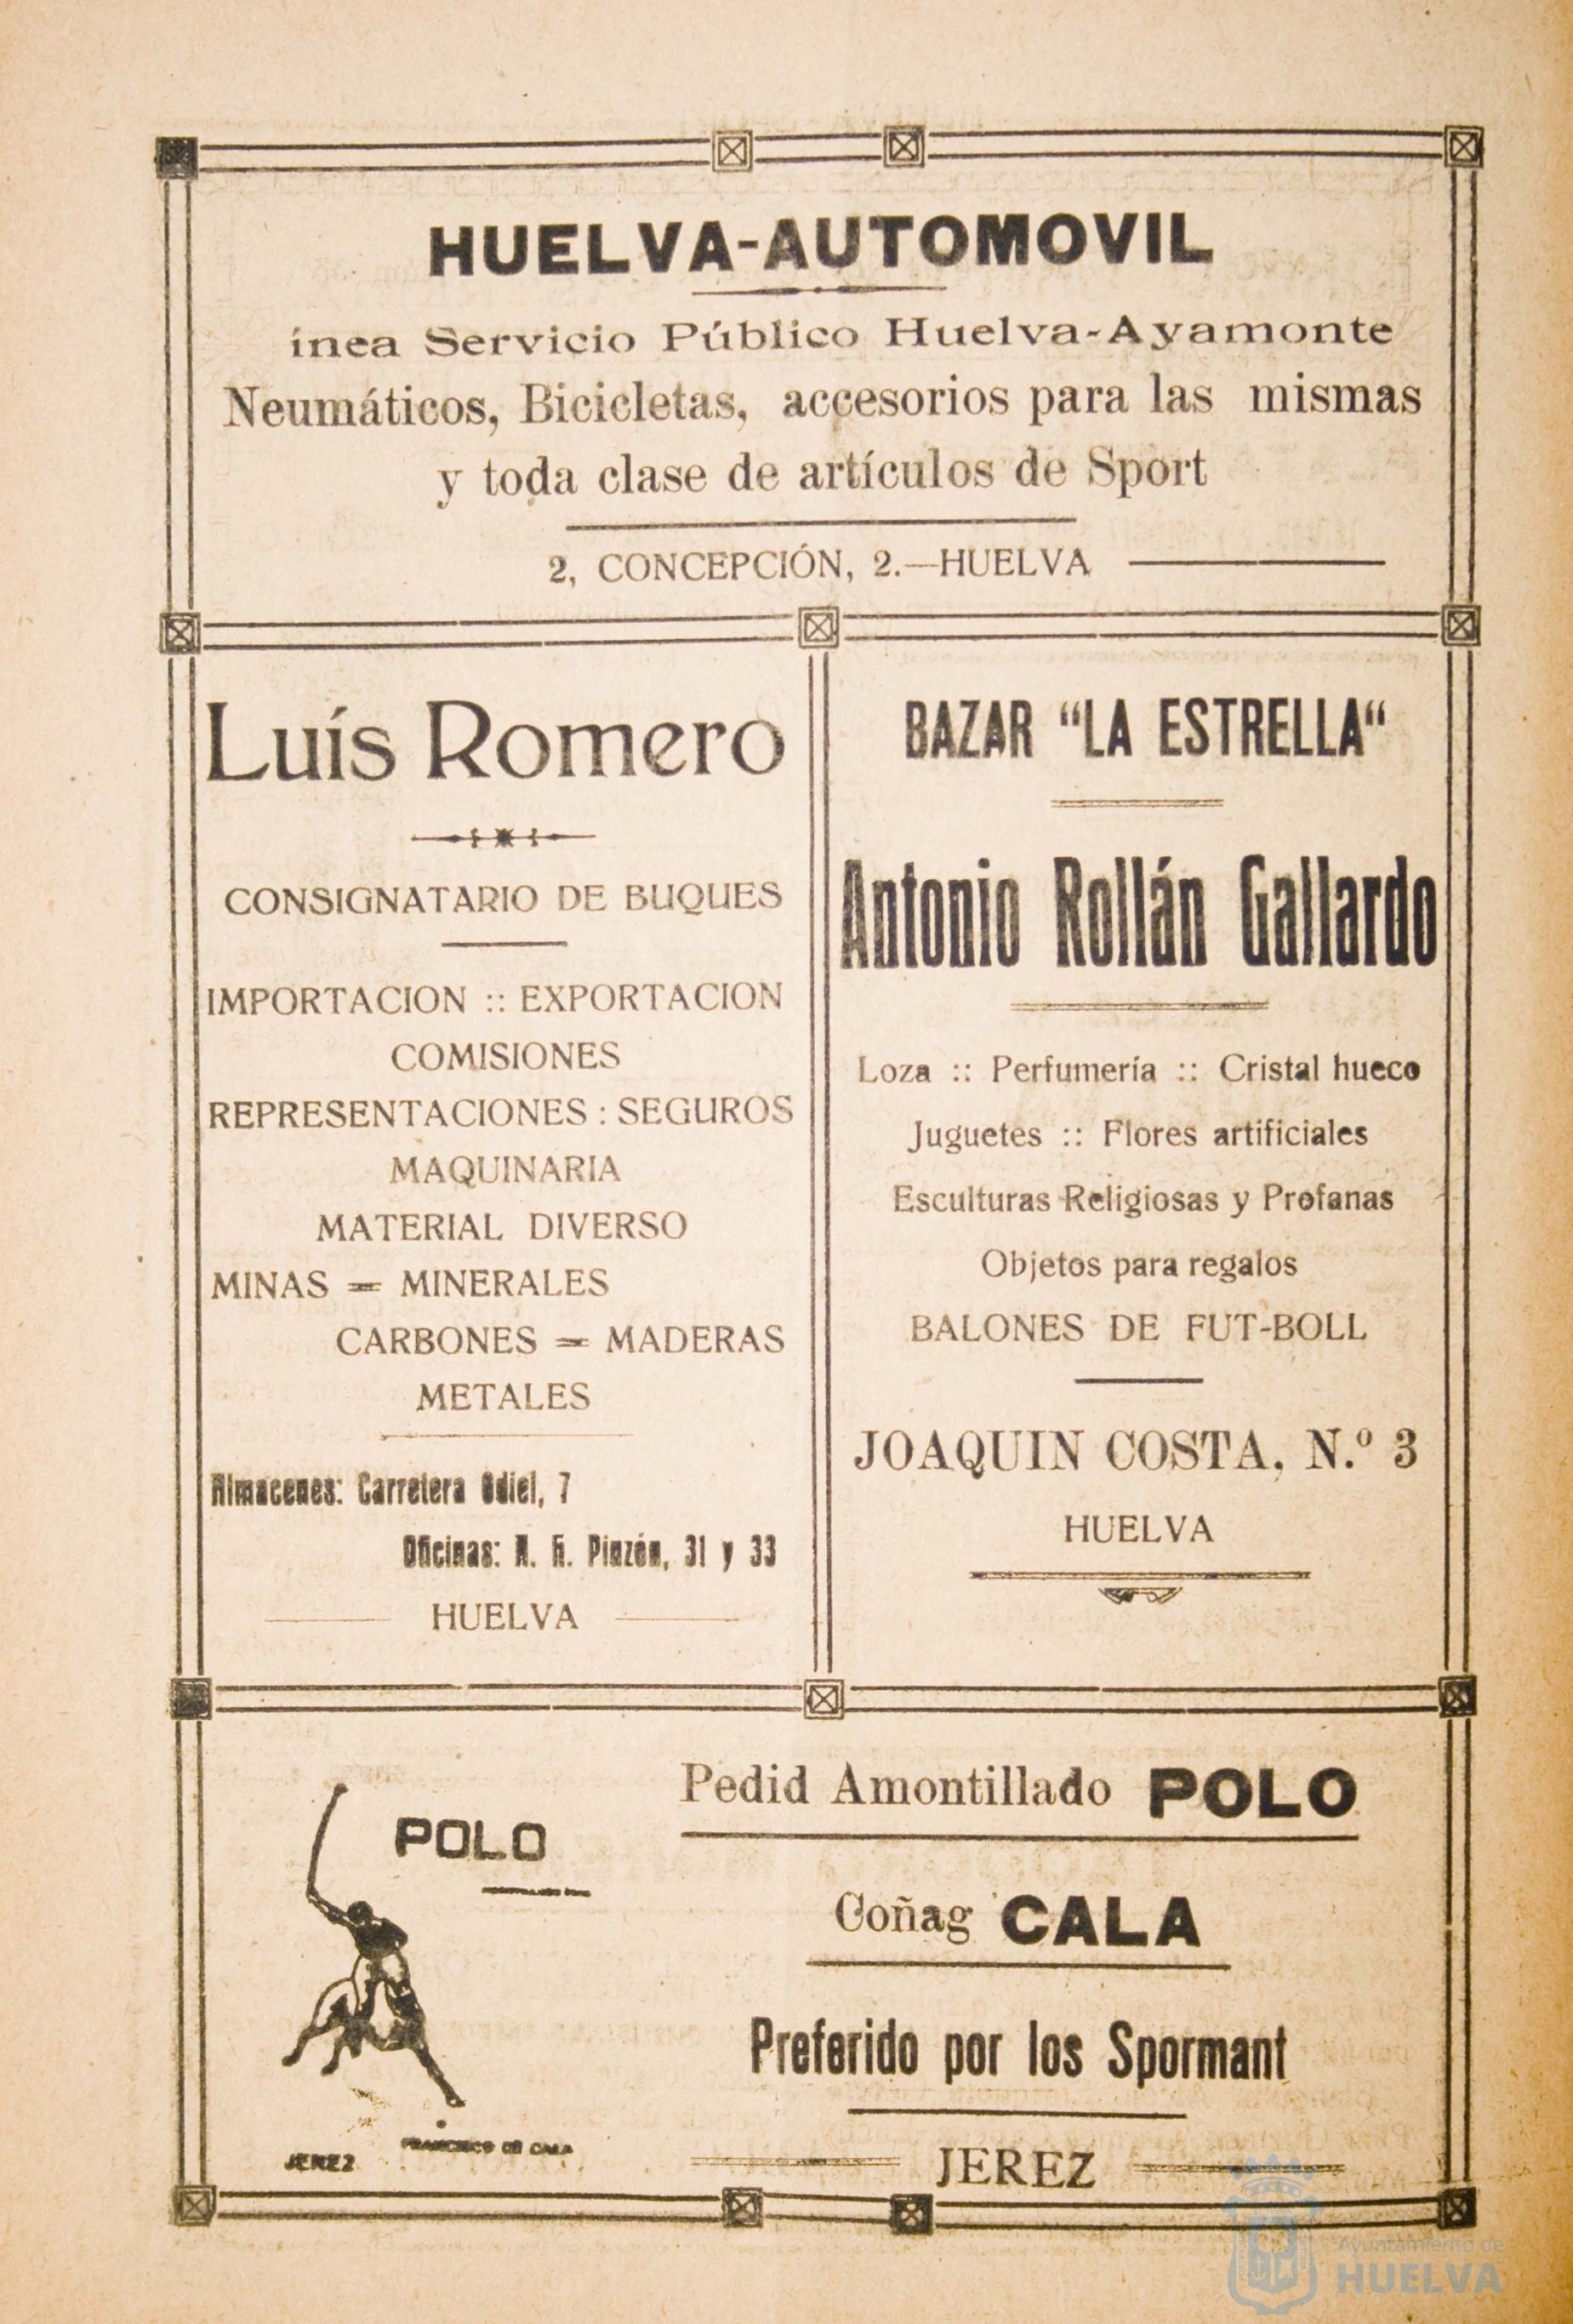 HUELVA-AUTOMOVIL
ínea Servicio Público Huelva-Ayamonte
Neumáticos, Bicicletas, accesorios para las mismas
y toda clase de artículos de Sport
2, CONCEPCIÓN, 2.—HUELVA
Luís Romero
CONSIGNATARIO DE BUQUES
IMPORTACION :: EXPORTACION
COMISIONES
REPRESENTACIONES : SEGUROS
MAQUINARIA
MATERIAL DIVERSO
MINAS = MINERALES
CARBONES = MADERAS
METALES
Almacenes: Carretera Odiel, 7
Oficinas: A. H. Pinzón, 31 y 33
HUELVA
BAZAR “LA ESTRELLA“
Antonio Rollán Gallardo
Loza :: Perfumería :: Cristal hueco
Juguetes :: Flores artificiales
Esculturas Religiosas y Profanas
Objetos para regalos
BALONES DE FUT-BOLL
JOAQUIN COSTA, N.º 3
HUELVA
POLO
FRANCISCO DE CALA
JEREZ
Pedid Amontillado POLO
Coñag CALA
Preferido por los Spormant
JEREZ
Ayuntamiento de
HUELVA